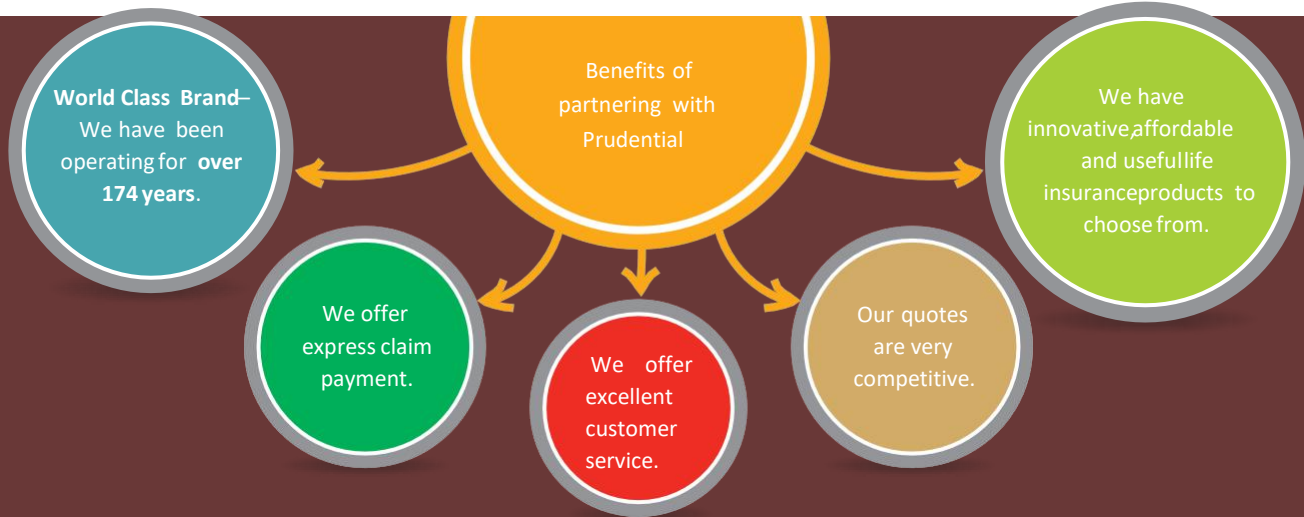 Benefits of
partnering with
Prudential
World Class Brand–
We have been
operating for over
174 years.
We offer
express claim
payment.
We offer
excellent
customer
service.
Our quotes
are very
competitive.
We have
innovative,affordable
and usefullife
insuranceproducts to
choose from.